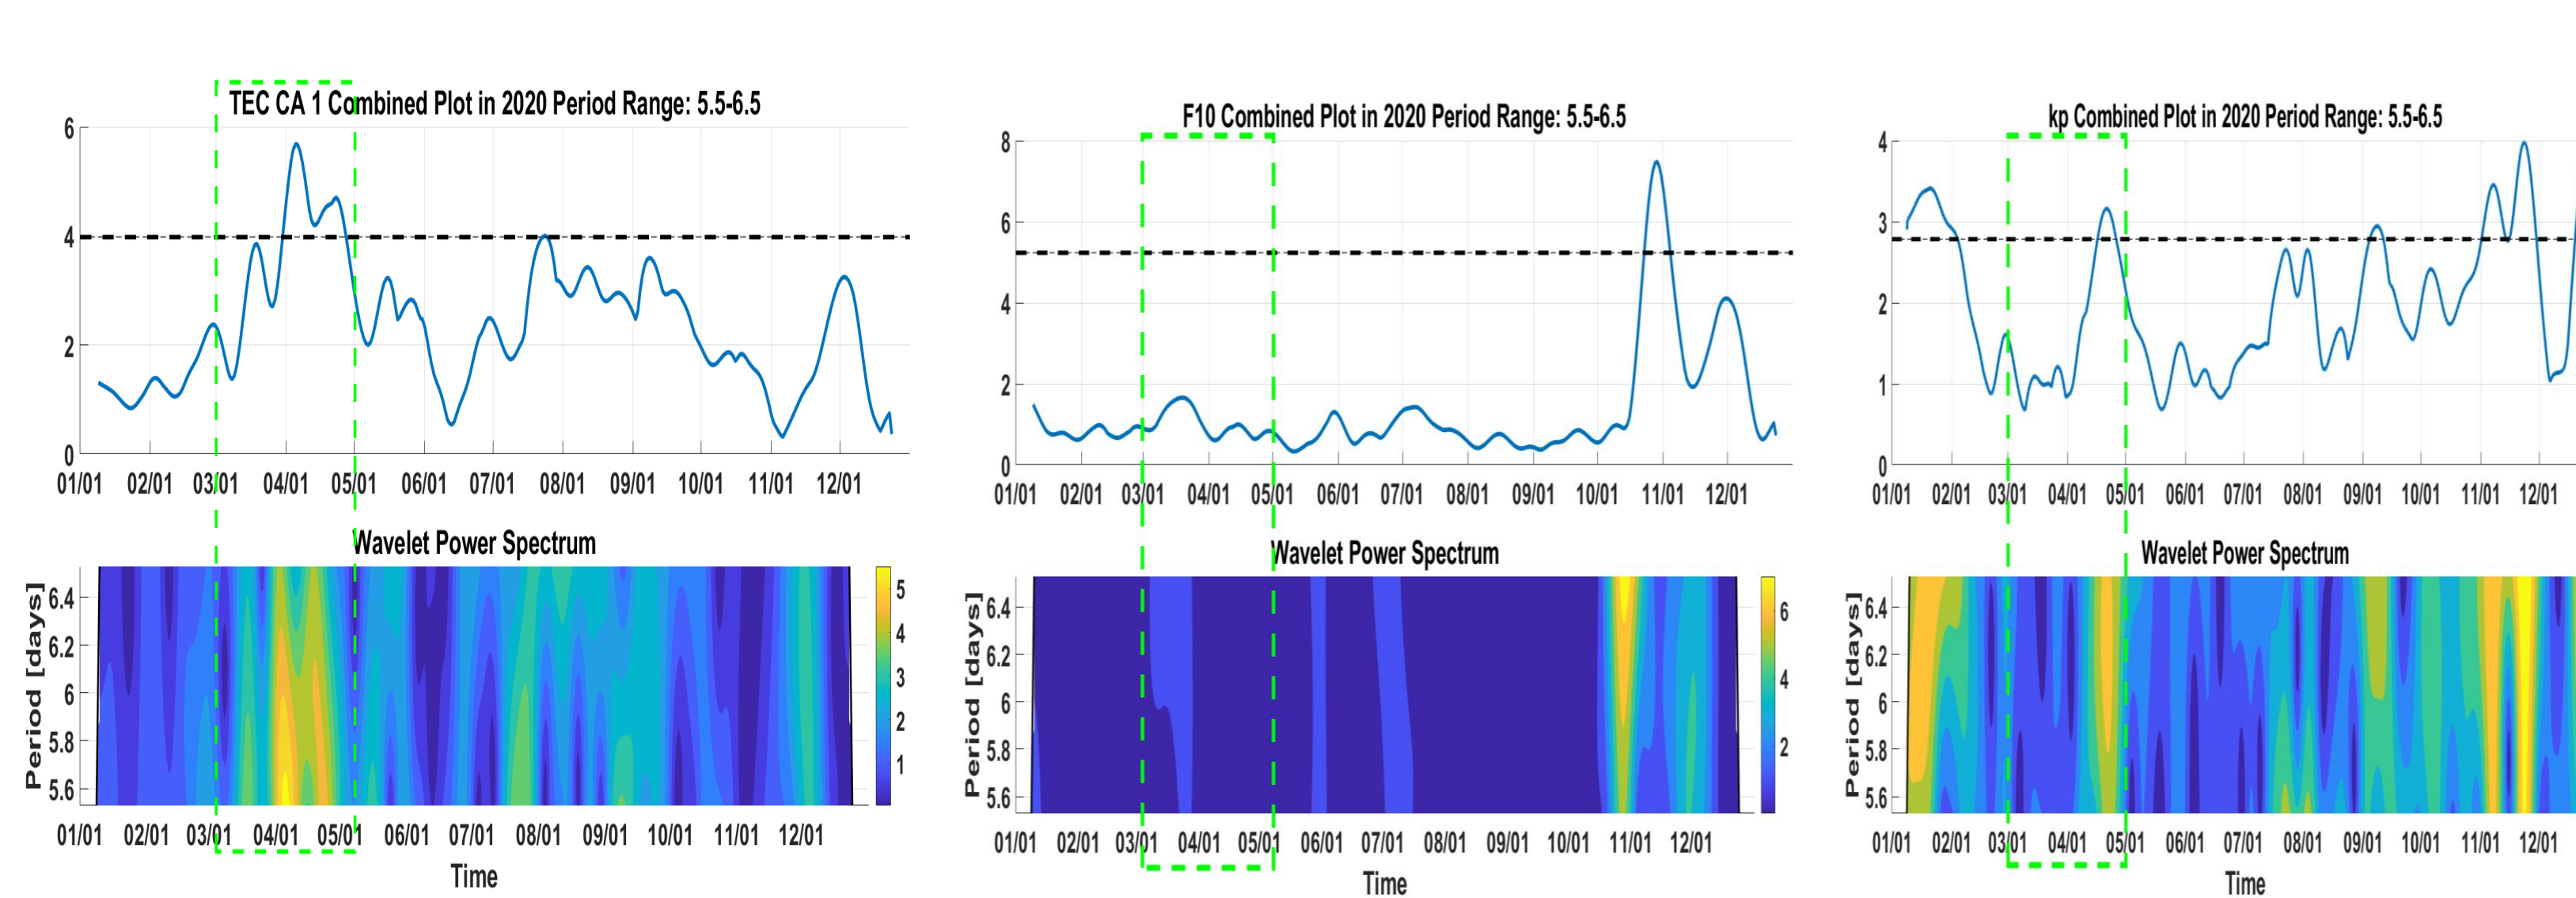 TEC CA 1 Combined Plot in 2020 Period Range: 5.5-6.5
6
4
2
0
01/01 02/01 03/01 04/01 05/01 06/01 07/01 08/01 09/01 10/01 11/01 12/01
Wavelet Power Spectrum
Period [days]
6.4
6.2
6
5.8
5.6
5
4
3
2
1
01/01 02/01 03/01 04/01 05/01 06/01 07/01 08/01 09/01 10/01 11/01 12/01
Time
F10 Combined Plot in 2020 Period Range: 5.5-6.5
8
6
4
2
0
01/01 02/01 03/01 04/01 05/01 06/01 07/01 08/01 09/01 10/01 11/01 12/01
Wavelet Power Spectrum
Period [days]
6.4
6.2
6
5.8
5.6
6
4
2
01/01 02/01 03/01 04/01 05/01 06/01 07/01 08/01 09/01 10/01 11/01 12/01
Time
kp Combined Plot in 2020 Period Range: 5.5-6.5
4
3
2
1
0
01/01 02/01 03/01 04/01 05/01 06/01 07/01 08/01 09/01 10/01 11/01 12/01
Wavelet Power Spectrum
Period [days]
6.4
6.2
6
5.8
5.6
01/01 02/01 03/01 04/01 05/01 06/01 07/01 08/01 09/01 10/01 11/01 12/01
Time